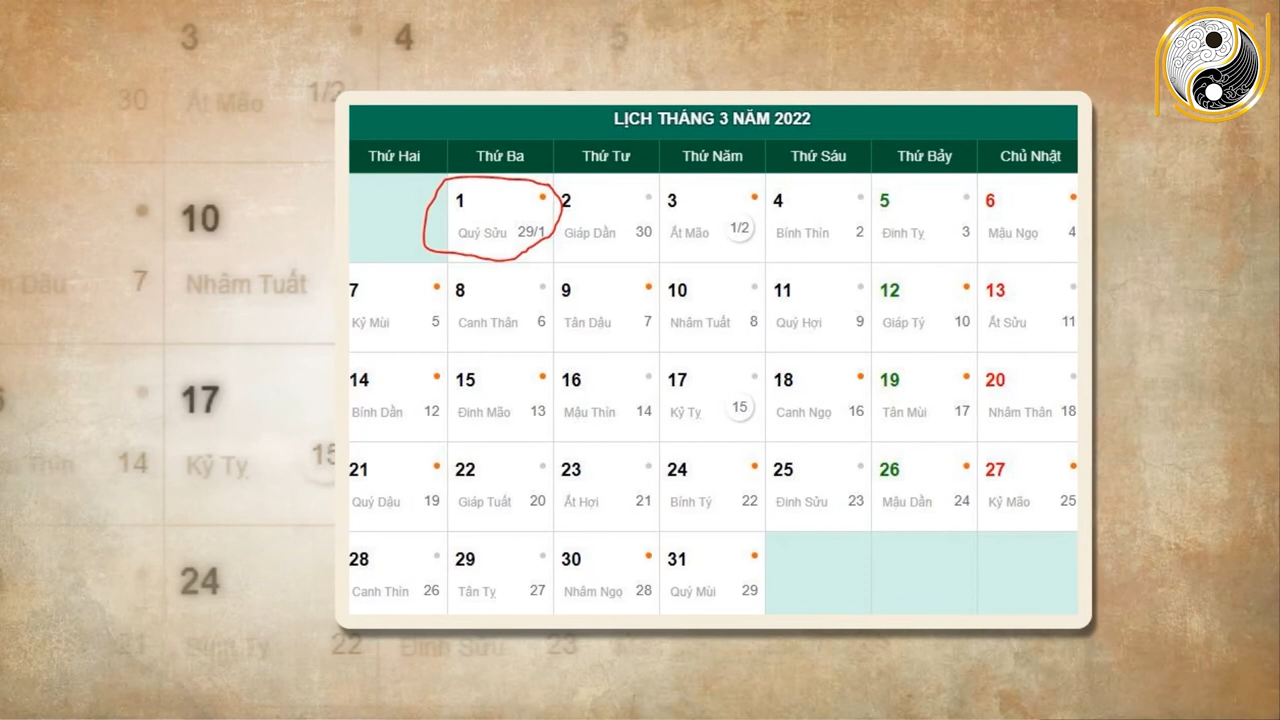 3 4 5
30 Ất Mão 1/2
LỊCH THÁNG 3 NĂM 2022
Thứ Hai Thứ Ba Thứ Tư Thứ Năm Thứ Sáu Thứ Bảy Chủ Nhật
1 2 3 4 5 6
Quý Sửu 29/1 Giáp Dần 30 Ất Mão 1/2 Bính Thìn 2 Đinh Tỵ 3 Mậu Ngọ 4
10
7 Nhâm Tuất
7 8 9 10 11 12 13
Kỷ Mùi 5 Canh Thân 6 Tân Dậu 7 Nhâm Tuất 8 Quý Hợi 9 Giáp Tý 10 Ất Sửu 11
14 15 16 17 18 19 20
Bính Dần 12 Đinh Mão 13 Mậu Thìn 14 Kỷ Tỵ 15 Canh Ngọ 16 Tân Mùi 17 Nhâm Thân 18
17
14 Kỷ Tỵ 15
21 22 23 24 25 26 27
Quý Dậu 19 Giáp Tuất 20 Ất Hợi 21 Bính Tý 22 Đinh Sửu 23 Mậu Dần 24 Kỷ Mão 25
28 29 30 31
Canh Thìn 26 Tân Tỵ 27 Nhâm Ngọ 28 Quý Mùi 29
24
21 22 Đinh Sửu 23